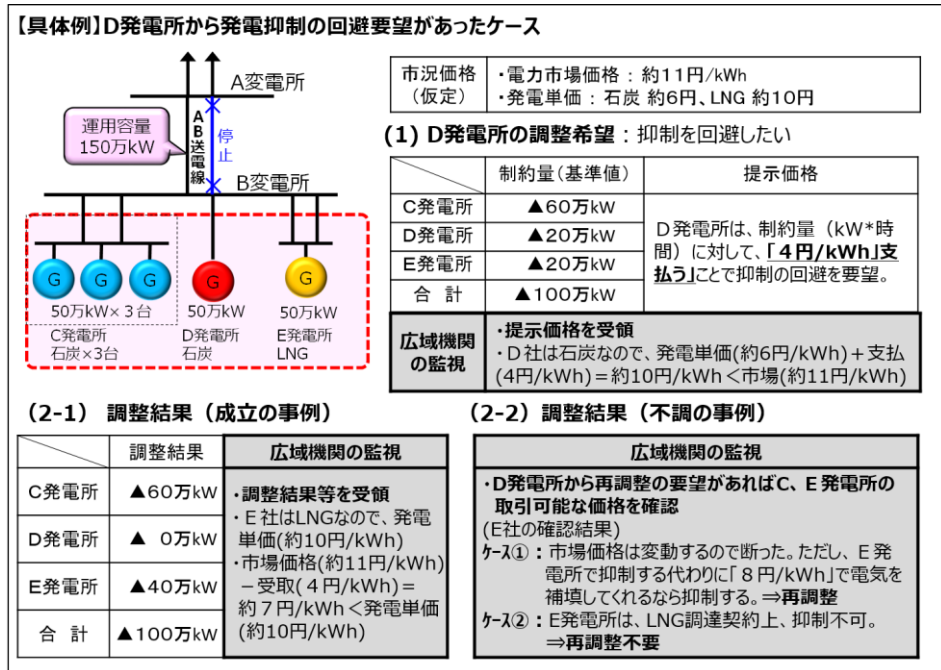 【具体例】D発電所から発電抑制の回避要望があったケース
A変電所
運用容量
150万kW
AB送電線
停止
B変電所
G
G
G
G
G
50万kW×3台
50万kW
50万kW
C発電所
石炭×3台
D発電所
石炭
E発電所
LNG
市況価格
(仮定)
・電力市場価格：約11円/kWh
・発電単価：石炭 約6円、LNG 約10円
(1) D発電所の調整希望：抑制を回避したい
制約量(基準値)
提示価格
C発電所
▲60万kW
D発電所
▲20万kW
E発電所
▲20万kW
合 計
▲100万kW
D発電所は、制約量（kW*時
間）に対して、「４円/kWh」支
払う」ことで抑制の回避を要望。
広域機関
の監視
・提示価格を受領
・D社は石炭なので、発電単価(約6円/kWh)＋支払
(4円/kWh)＝約10円/kWh＜市場(約11円/kWh)
(2-1) 調整結果（成立の事例）
調整結果
広域機関の監視
C発電所
▲60万kW
D発電所
▲ 0万kW
E発電所
▲40万kW
合 計
▲100万kW
・調整結果等を受領
・E社はLNGなので、発電
単価(約10円/kWh)
・市場価格(約11円/kWh)
－受取(４円/kWh)＝
約７円/kWh＜発電単価
(約10円/kWh)
(2-2) 調整結果（不調の事例）
広域機関の監視
・D発電所から再調整の要望があればC、E発電所の
取引可能な価格を確認
(E社の確認結果)
ｹｰｽ①：市場価格は変動するので断った。ただし、E発
電所で抑制する代わりに「８円/kWh」で電気を
補填してくれるなら抑制する。⇒再調整
ｹｰｽ②：E発電所は、LNG調達契約上、抑制不可。
⇒再調整不要